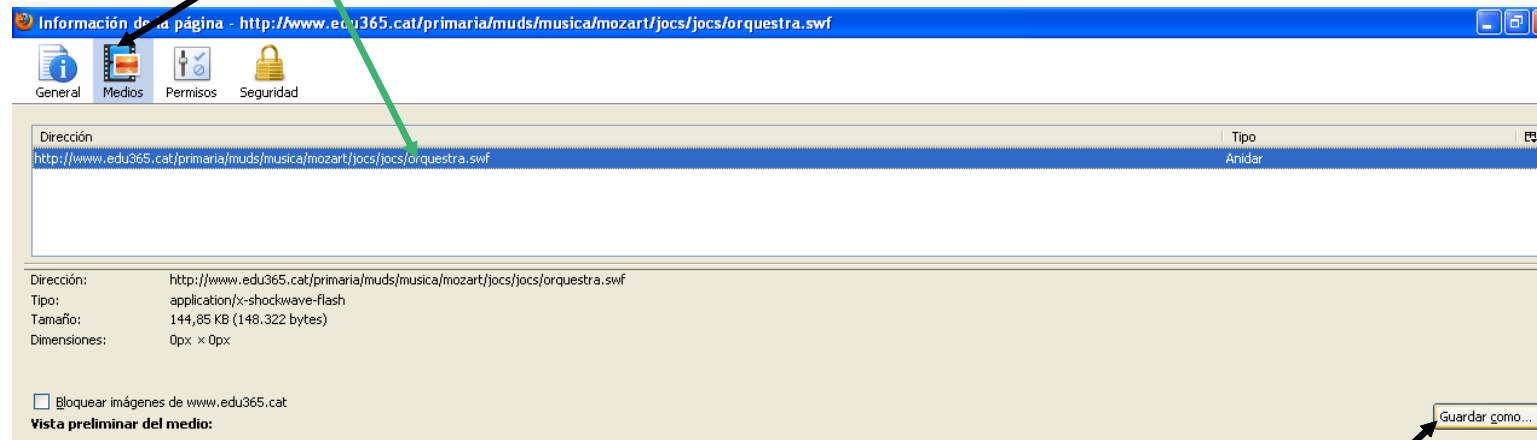 Información de la página - http://www.edu365.cat/primaria/muds/musica/mozart/jocs/jocs/orquestra.swf
General Medios Permisos Seguridad
Dirección Tipo
http://www.edu365.cat/primaria/muds/musica/mozart/jocs/jocs/orquestra.swf Anidar
Dirección: http://www.edu365.cat/primaria/muds/musica/mozart/jocs/jocs/orquestra.swf
Tipo: application/x-shockwave-flash
Tamaño: 144,85 KB (148.322 bytes)
Dimensiones: 0px × 0px
Bloquear imágenes de www.edu365.cat
Vista preliminar del medio:
Guardar como...